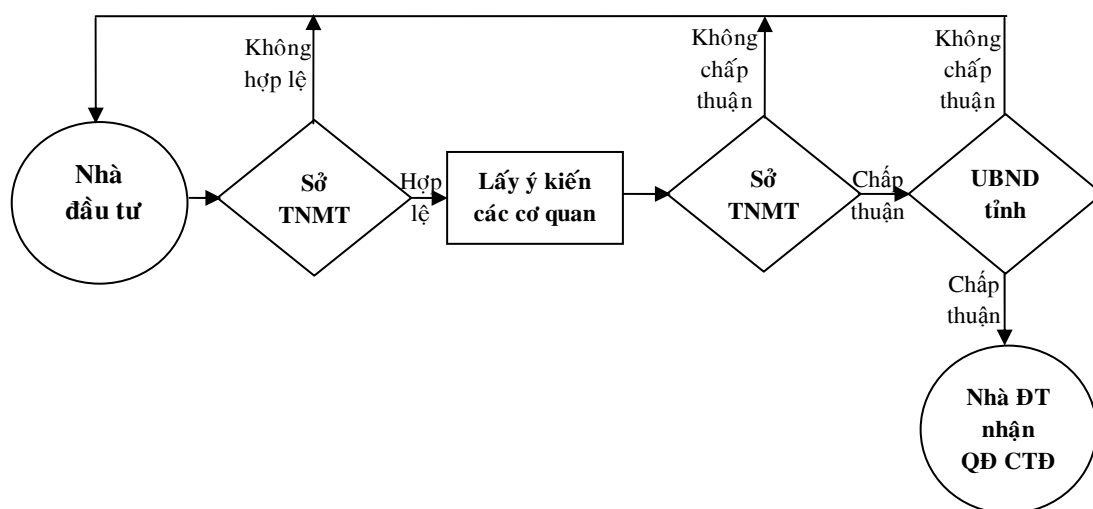 Không
hợp lệ
Không
chấp
thuận
Không
chấp
thuận
Nhà
đầu tư
Sở
TNMT
Hợp
lệ
Lấy ý kiến
các cơ quan
Sở
TNMT
Chấp
thuận
UBND
tỉnh
Chấp
thuận
Nhà ĐT
nhận
QĐ CTĐ